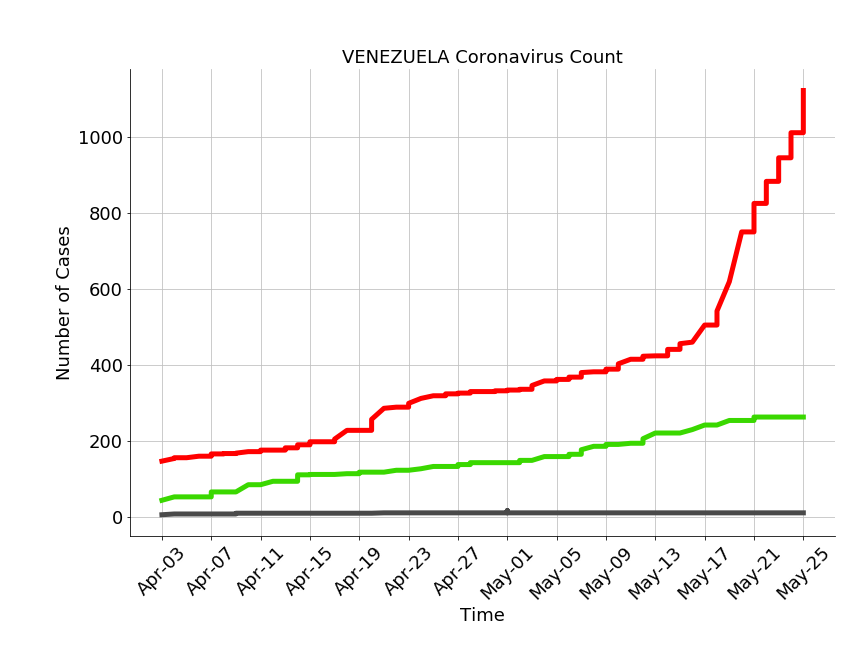 VENEZUELA Coronavirus Count
Number of Cases
1000
800
600
400
200
0
Apr-03
Apr-07
Apr-11
Apr-15
Apr-19
Apr-23
Apr-27
May-01
May-05
May-09
May-13
May-17
May-21
May-25
Time